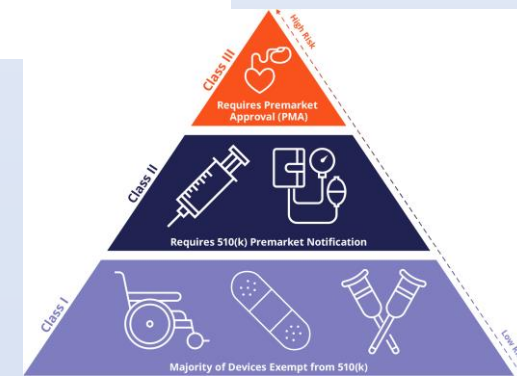 High Risk
Class III
Requires Premarket
Approval (PMA)
Class II
Requires 510(k) Premarket Notification
Class I
Low
Majority of Devices Exempt from 510(k)